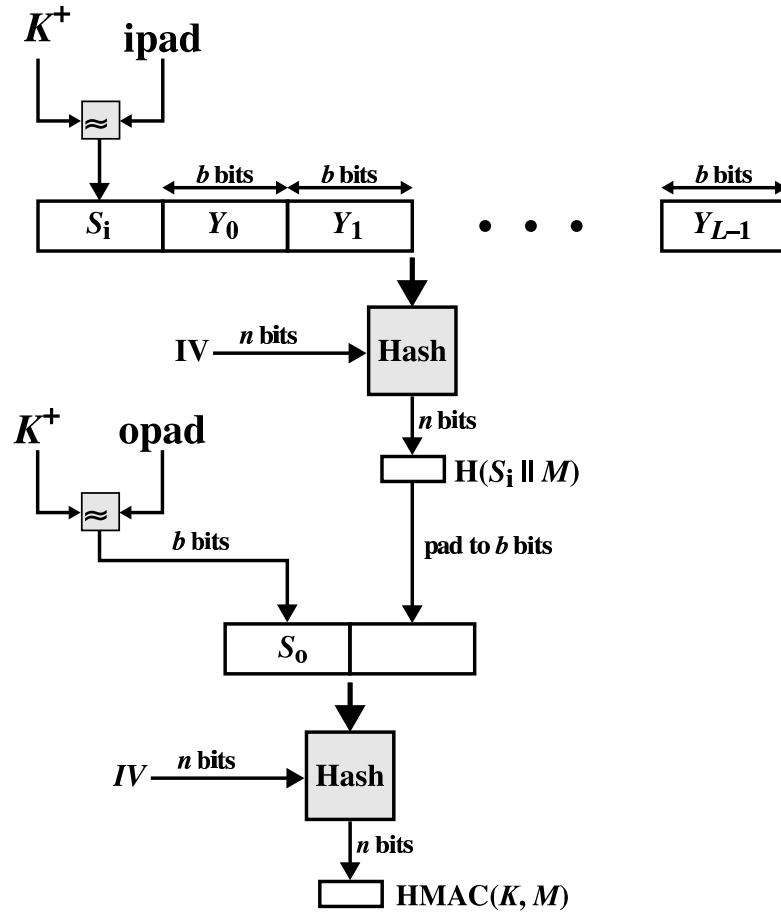 K+ ipad
≈
b bits b bits b bits
Si Y0 Y1 • • • YL–1
IV n bits Hash
n bits
K+ opad
H(Si || M)
≈
b bits
pad to b bits
So
IV n bits Hash
n bits
HMAC(K, M)